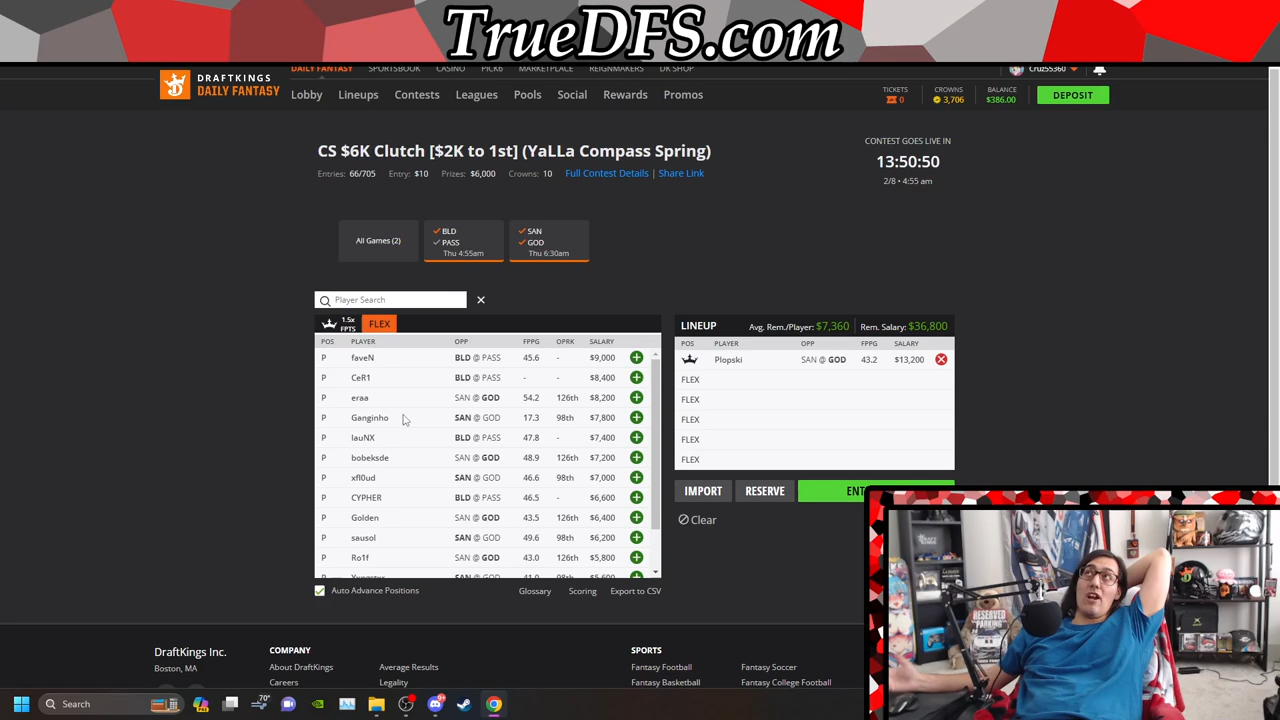 TrueDFS.com
DAILY FANTASY SPORTSBOOK CASINO PICK6 MARKETPLACE REIGNMAKERS DK SHOP Cruz55360
DRAFTKINGS
DAILY FANTASY
Lobby Lineups Contests Leagues Pools Social Rewards Promos
TICKETS CROWNS BALANCE
0 3,706 $386.00 DEPOSIT
CS $6K Clutch [$2K to 1st] (YaLLa Compass Spring)
Entries: 66/705 Entry: $10 Prizes: $6,000 Crowns: 10 Full Contest Details | Share Link
CONTEST GOES LIVE IN
13:50:50
2/8 • 4:55 am
All Games (2)
BLD
PASS
Thu 4:55am
SAN
GOD
Thu 6:30am
Player Search
1.5x
FPTS
FLEX
POS PLAYER OPP FPPG OPRK SALARY
P faveN BLD @ PASS 45.6 - $9,000
P CeR1 BLD @ PASS - - $8,400
P eraa SAN @ GOD 54.2 126th $8,200
P Ganginho SAN @ GOD 17.3 98th $7,800
P lauNX BLD @ PASS 47.8 - $7,400
P bobeksde SAN @ GOD 48.9 126th $7,200
P xfl0ud SAN @ GOD 46.6 98th $7,000
P CYPHER BLD @ PASS 46.5 - $6,600
P Golden SAN @ GOD 43.5 126th $6,400
P sausol SAN @ GOD 49.6 98th $6,200
P Ro1f SAN @ GOD 43.0 126th $5,800
Auto Advance Positions Glossary Scoring Export to CSV
LINEUP Avg. Rem./Player: $7,360 Rem. Salary: $36,800
POS PLAYER OPP FPPG SALARY
Plopski SAN @ GOD 43.2 $13,200
FLEX
FLEX
FLEX
FLEX
FLEX
IMPORT RESERVE ENT
Clear
DraftKings Inc.
Boston, MA
COMPANY
About DraftKings Average Results
Careers Legality
SPORTS
Fantasy Football Fantasy Soccer
Fantasy Basketball Fantasy College Football
RESERVED
PARKING
Search
70°